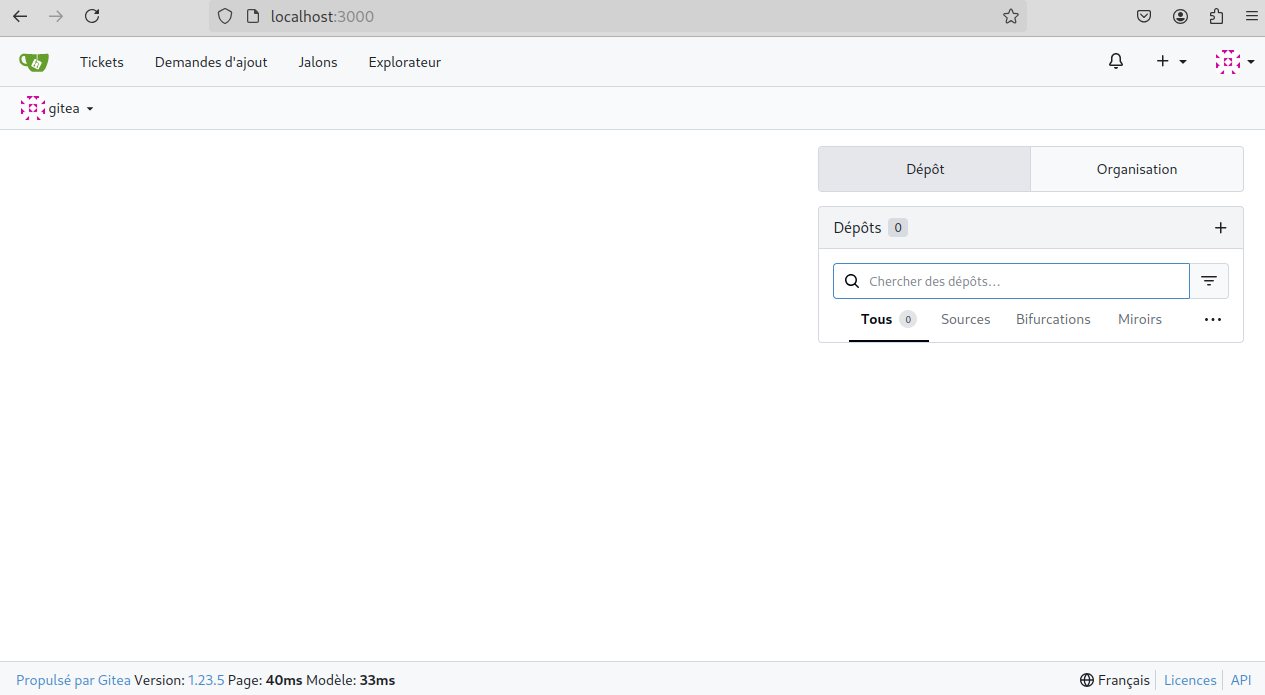 localhost:3000
Tickets Demandes d'ajout Jalons Explorateur
gitea
Dépôt Organisation
Dépôts 0
Chercher des dépôts…
Tous 0 Sources Bifurcations Miroirs
Propulsé par Gitea Version: 1.23.5 Page: 40ms Modèle: 33ms Français Licences API